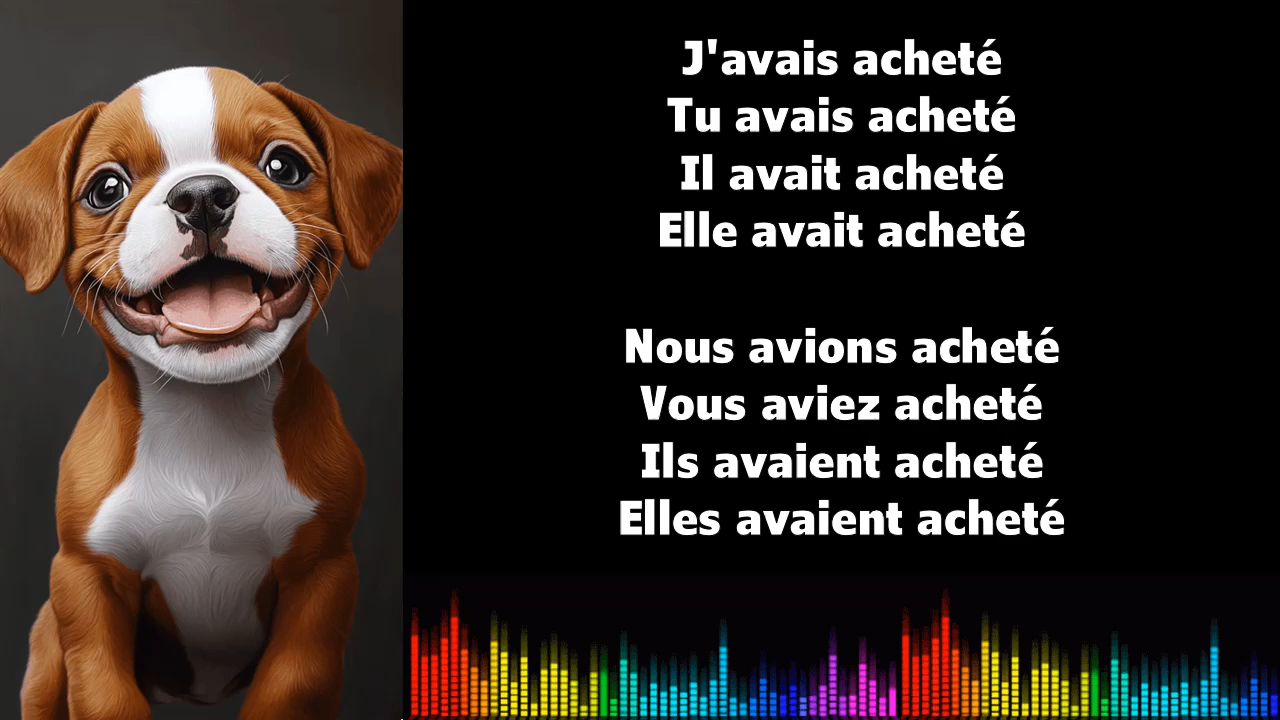 J'avais acheté
Tu avais acheté
Il avait acheté
Elle avait acheté
Nous avions acheté
Vous aviez acheté
Ils avaient acheté
Elles avaient acheté